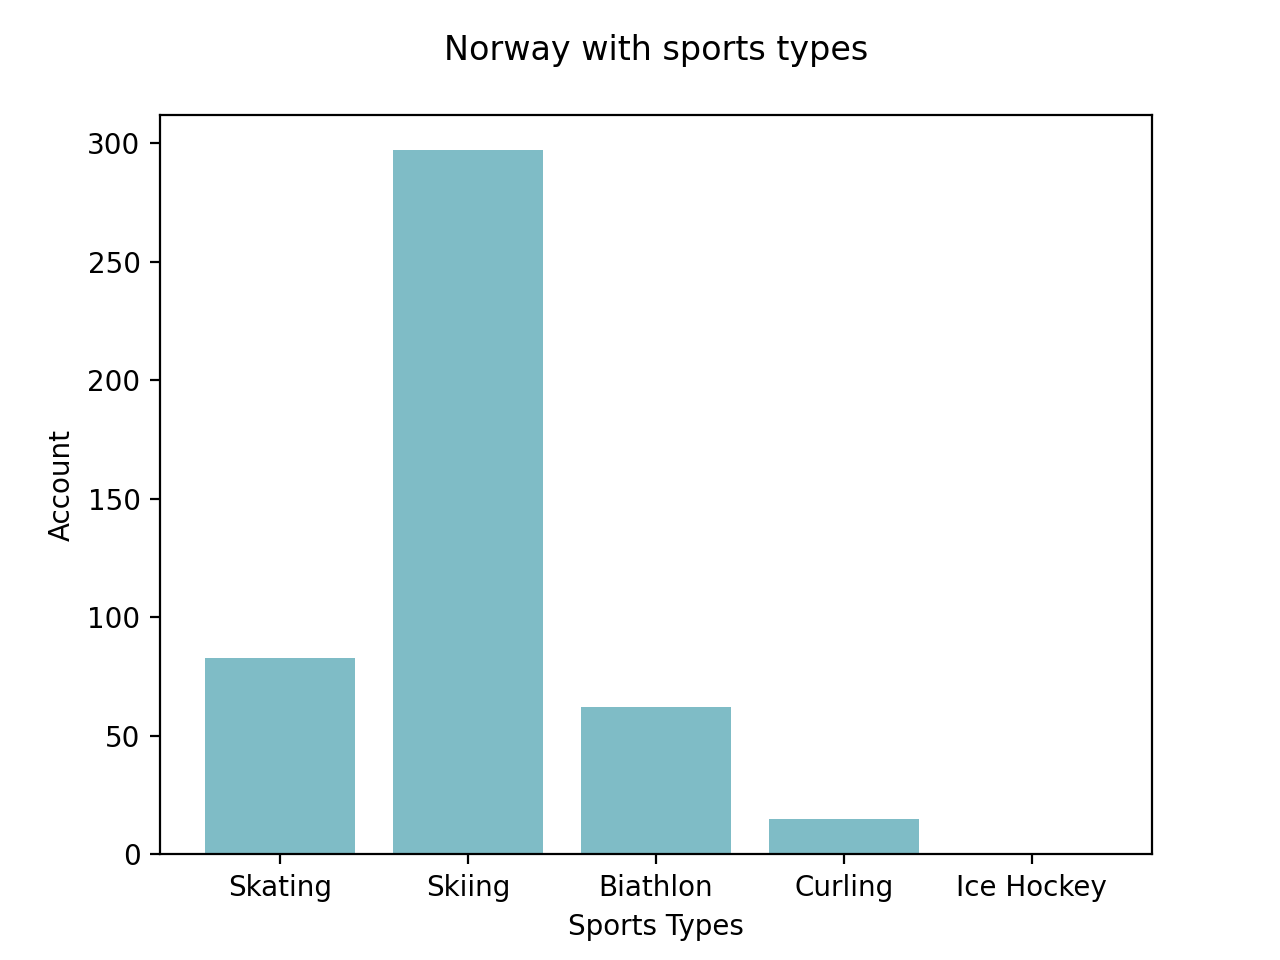 Norway with sports types
300
250
200
150
100
50
0
Account
Skating Skiing Biathlon Curling Ice Hockey
Sports Types